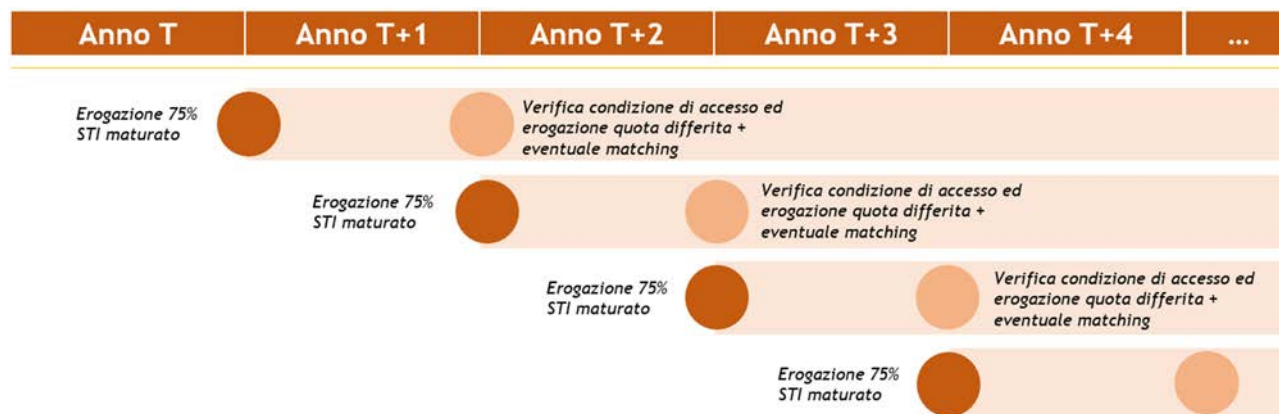 Anno T
Anno T+1
Anno T+2
Anno T+3
Anno T+4
...
Erogazione 75%
STI maturato
Verifica condizione di accesso ed
erogazione quota differita +
eventuale matching
Erogazione 75%
STI maturato
Verifica condizione di accesso ed
erogazione quota differita +
eventuale matching
Erogazione 75%
STI maturato
Verifica condizione di accesso ed
erogazione quota differita +
eventuale matching
Erogazione 75%
STI maturato